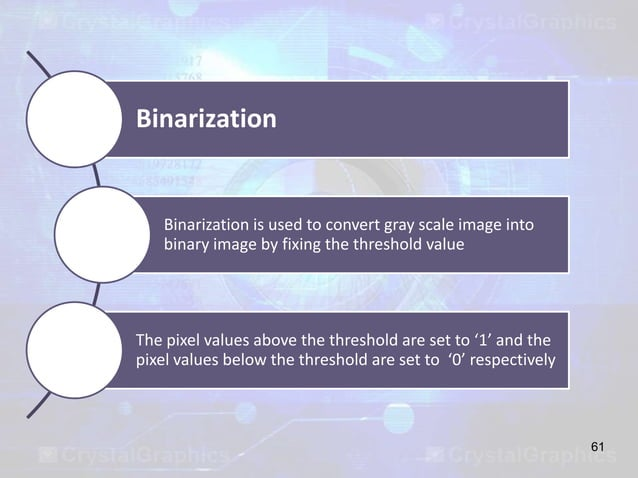 CrystalGraphics
CrystalGraphics
Binarization
Binarization is used to convert gray scale image into
binary image by fixing the threshold value
The pixel values above the threshold are set to ‘1’ and the
pixel values below the threshold are set to ‘0’ respectively
61
CrystalGraphics
CrystalGraphics